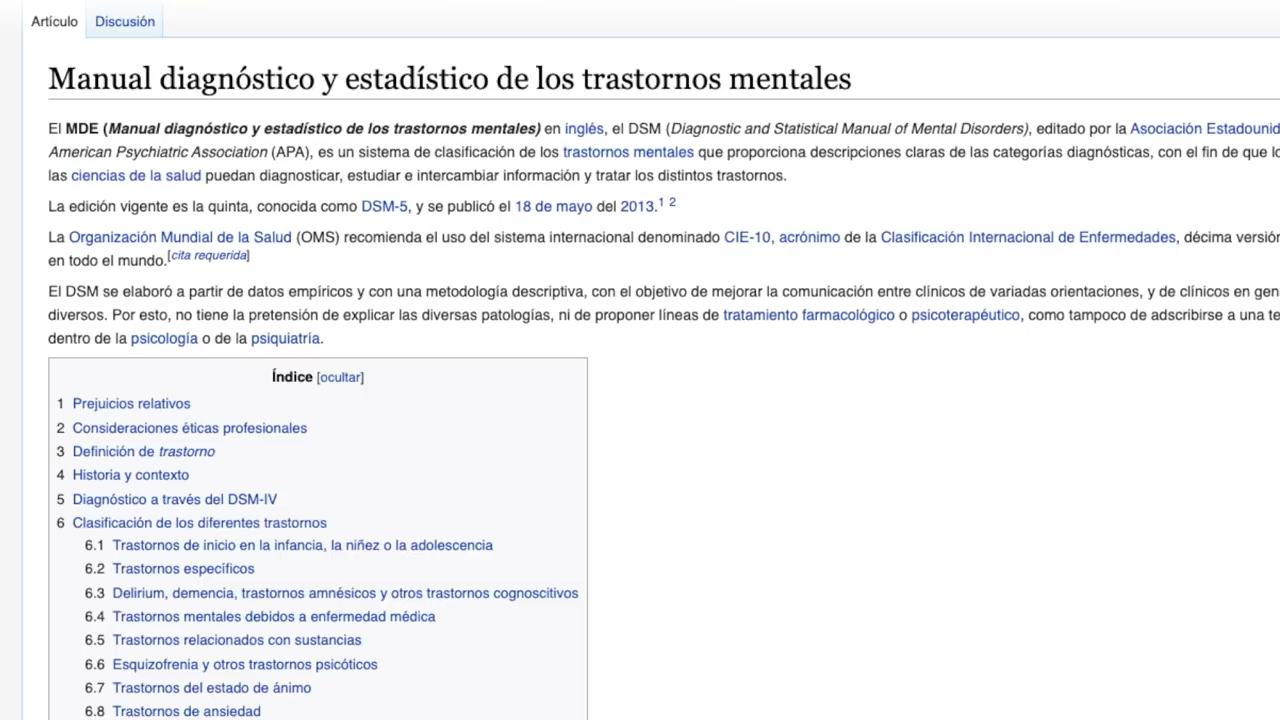 Artículo Discusión
Manual diagnóstico y estadístico de los trastornos mentales
El MDE (Manual diagnóstico y estadístico de los trastornos mentales) en inglés, el DSM (Diagnostic and Statistical Manual of Mental Disorders), editado por la Asociación
American Psychiatric Association (APA), es un sistema de clasificación de los trastornos mentales que proporciona descripciones claras de las categorías diagnósticas, con el fin de que
las ciencias de la salud puedan diagnosticar, estudiar e intercambiar información y tratar los distintos trastornos.
La edición vigente es la quinta, conocida como DSM-5, y se publicó el 18 de mayo del 2013.1 2
La Organización Mundial de la Salud (OMS) recomienda el uso del sistema internacional denominado CIE-10, acrónimo de la Clasificación Internacional de Enfermedades, décima
en todo el mundo.[cita requerida]
El DSM se elaboró a partir de datos empíricos y con una metodología descriptiva, con el objetivo de mejorar la comunicación entre clínicos de variadas orientaciones, y de clínicos en
diversos. Por esto, no tiene la pretensión de explicar las diversas patologías, ni de proponer líneas de tratamiento farmacológico o psicoterapéutico, como tampoco de adscribirse a una
dentro de la psicología o de la psiquiatría.
Índice [ocultar]
1 Prejuicios relativos
2 Consideraciones éticas profesionales
3 Definición de trastorno
4 Historia y contexto
5 Diagnóstico a través del DSM-IV
6 Clasificación de los diferentes trastornos
6.1 Trastornos de inicio en la infancia, la niñez o la adolescencia
6.2 Trastornos específicos
6.3 Delirium, demencia, trastornos amnésicos y otros trastornos cognoscitivos
6.4 Trastornos mentales debidos a enfermedad médica
6.5 Trastornos relacionados con sustancias
6.6 Esquizofrenia y otros trastornos psicóticos
6.7 Trastornos del estado de ánimo
6.8 Trastornos de ansiedad